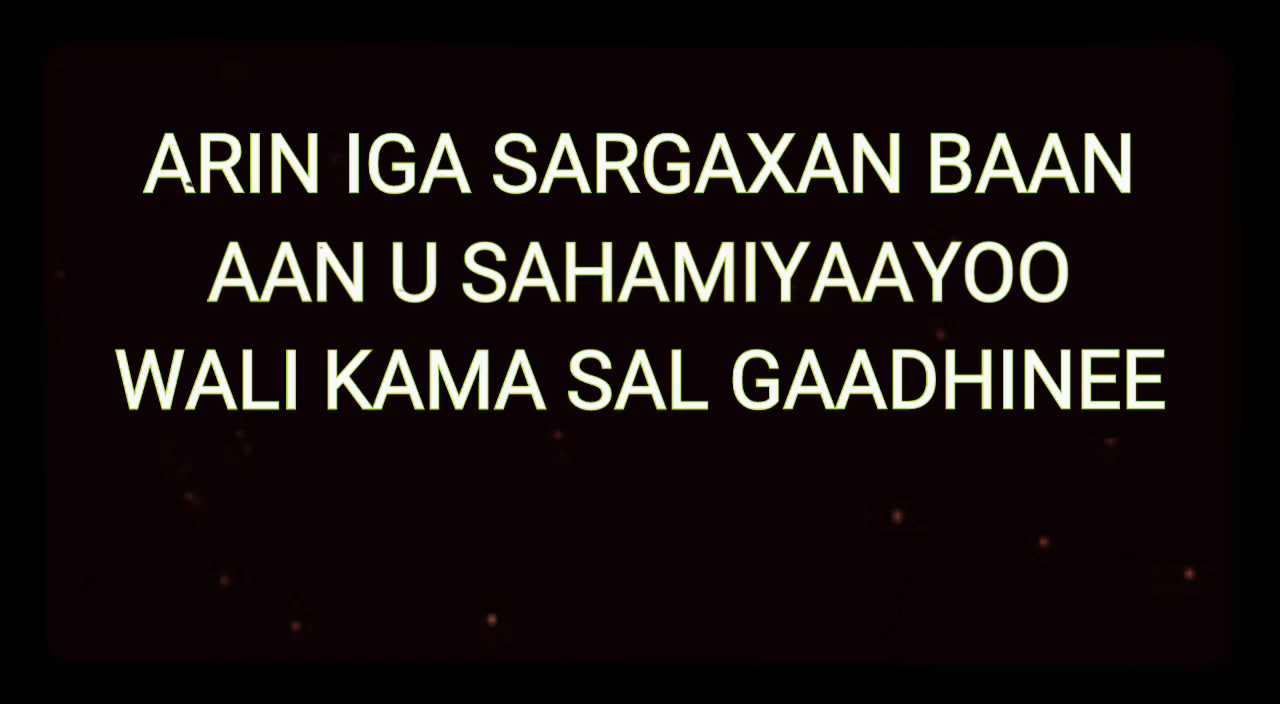 ARIN IGA SARGAXAN BAAN
AAN U SAHAMIYAAYOO
WALI KAMA SAL GAADHINEE